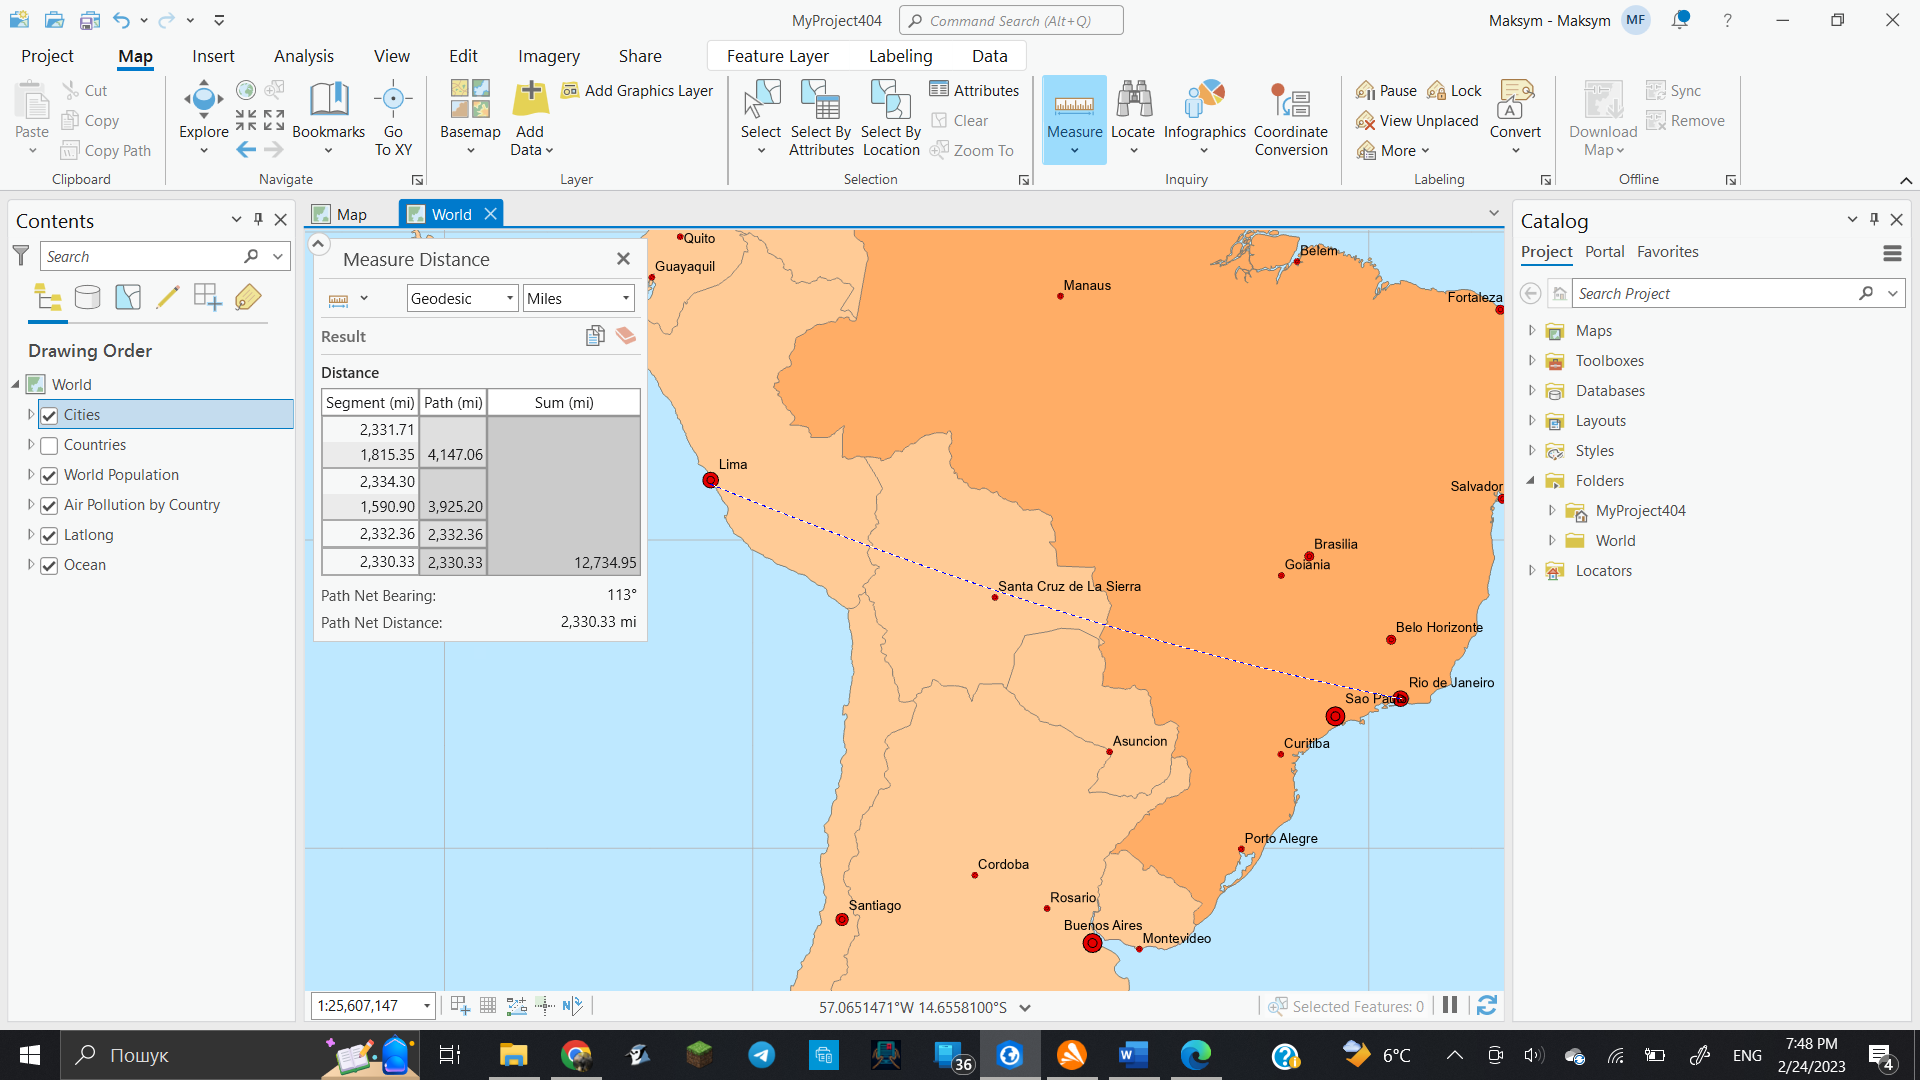 MyProject404
Command Search (Alt+Q)
Maksym - Maksym
MF
?
Project
Map
Insert
Analysis
View
Edit
Imagery
Share
Feature Layer
Labeling
Data
Paste
Cut
Copy
Copy Path
Clipboard
Explore
Bookmarks
Go
To XY
Navigate
Basemap
Add
Data
Add Graphics Layer
Layer
Select
Select By
Attributes
Select By
Location
Attributes
Clear
Zoom To
Selection
Measure
Locate
Infographics
Coordinate
Conversion
Inquiry
Pause
Lock
View Unplaced
More
Convert
Labeling
Download
Map
Sync
Remove
Offline
Contents
Search
Drawing Order
World
Cities
Countries
World Population
Air Pollution by Country
Latlong
Ocean
Map
World
Measure Distance
Geodesic
Miles
Result
Distance
Segment (mi) Path (mi) Sum (mi)
2,331.71
1,815.35 4,147.06
2,334.30
1,590.90 3,925.20
2,332.36 2,332.36
2,330.33 2,330.33 12,734.95
Path Net Bearing: 113°
Path Net Distance: 2,330.33 mi
Quito
Guayaquil
Manaus
Belem
Fortaleza
Lima
Salvador
Brasilia
Goiania
Santa Cruz de La Sierra
Belo Horizonte
Rio de Janeiro
Sao Paulo
Asuncion
Curitiba
Porto Alegre
Cordoba
Rosario
Santiago
Buenos Aires
Montevideo
1:25,607,147
57.0651471°W 14.6558100°S
Selected Features: 0
Catalog
Project
Portal
Favorites
Search Project
Maps
Toolboxes
Databases
Layouts
Styles
Folders
MyProject404
World
Locators
Пошук
36
6°C
ENG
7:48 PM
2/24/2023
4